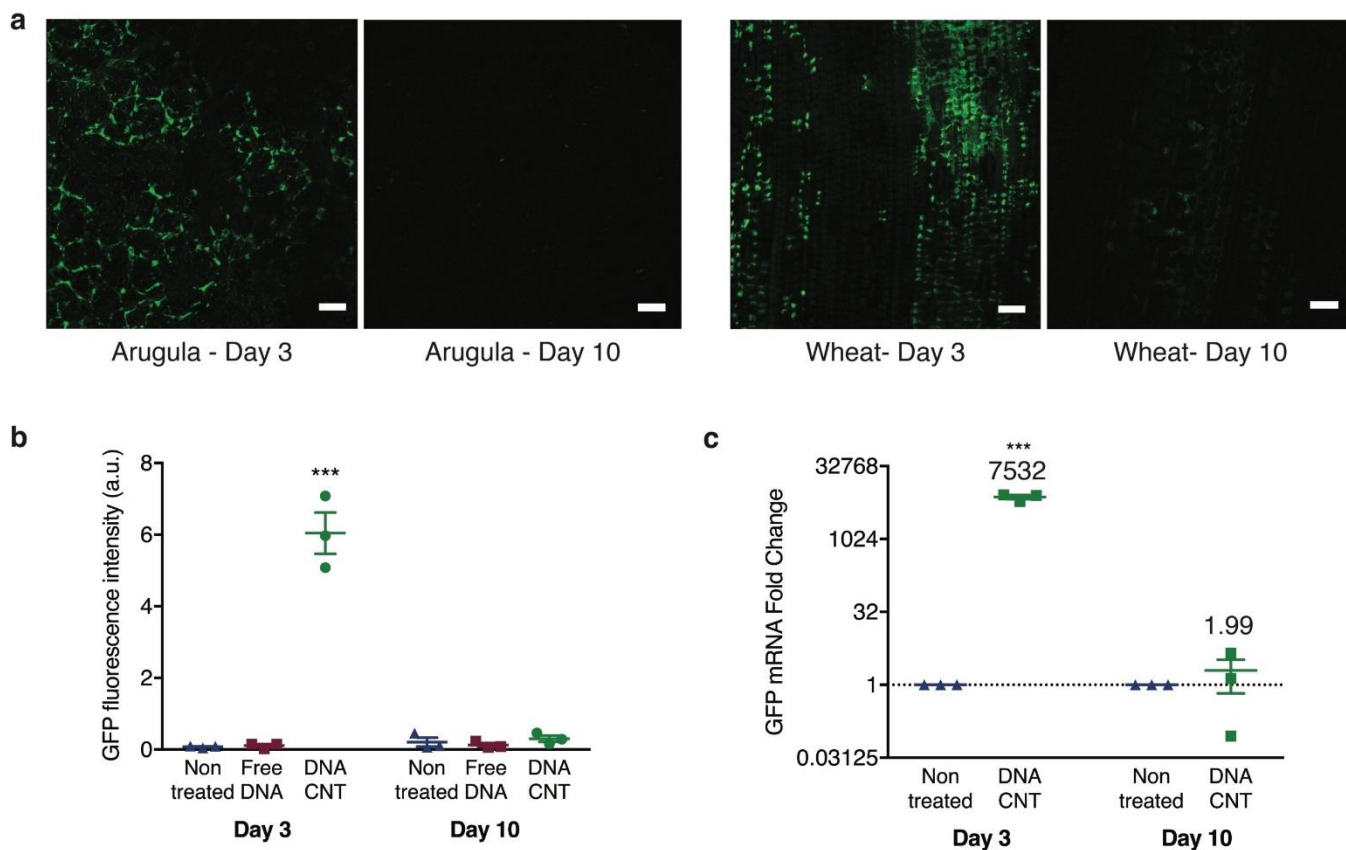 a
Arugula - Day 3
Arugula - Day 10
Wheat- Day 3
Wheat- Day 10
b
GFP fluorescence intensity (a.u.)
8
6
4
2
0
***
Non treated
Free DNA
DNA CNT
Non treated
Free DNA
DNA CNT
Day 3
Day 10
c
GFP mRNA Fold Change
32768
1024
32
1
0.03125
***
7532
1.99
Non treated
DNA CNT
Non treated
DNA CNT
Day 3
Day 10